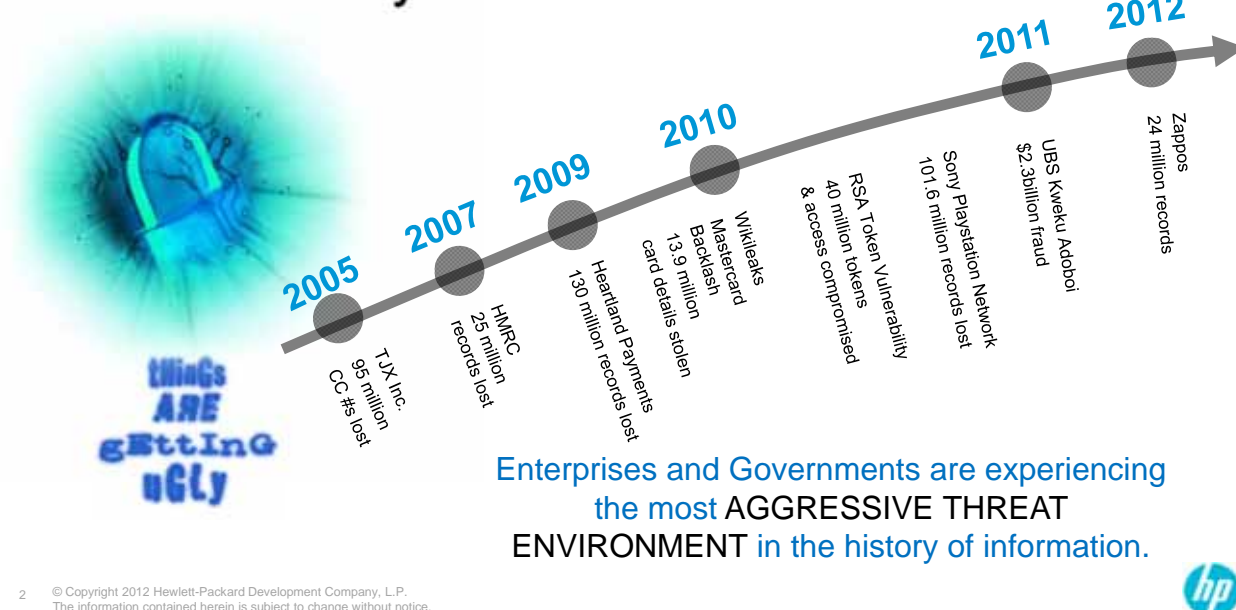 2005
2007
2009
2010
2011
2012
TJX Inc.
95 million
CC #s lost
HMRC
25 million
records lost
Heartland Payments
130 million records lost
Wikileaks
Mastercard
Backlash
13.9 million
card details stolen
RSA Token Vulnerability
40 million tokens
& access compromised
Sony Playstation Network
101.6 million records lost
UBS Kweku Adoboi
$2.3billion fraud
Zappos
24 million records
thinGs
ARE
gEttInG
uGLy
Enterprises and Governments are experiencing
the most AGGRESSIVE THREAT
ENVIRONMENT in the history of information.
2 © Copyright 2012 Hewlett-Packard Development Company, L.P.
The information contained herein is subject to change without notice.
hp